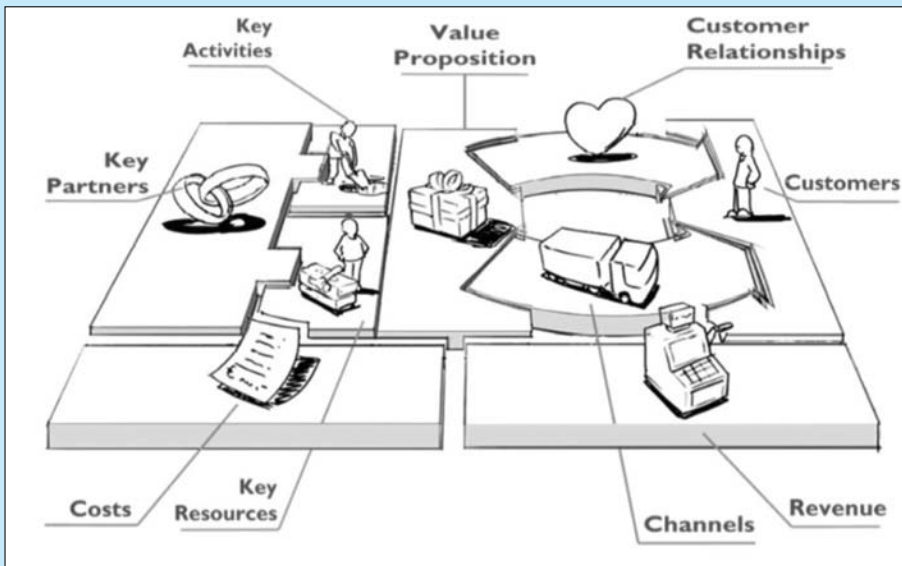 Key
Activities
Value
Proposition
Customer
Relationships
Key
Partners
Customers
Costs
Key
Resources
Channels
Revenue